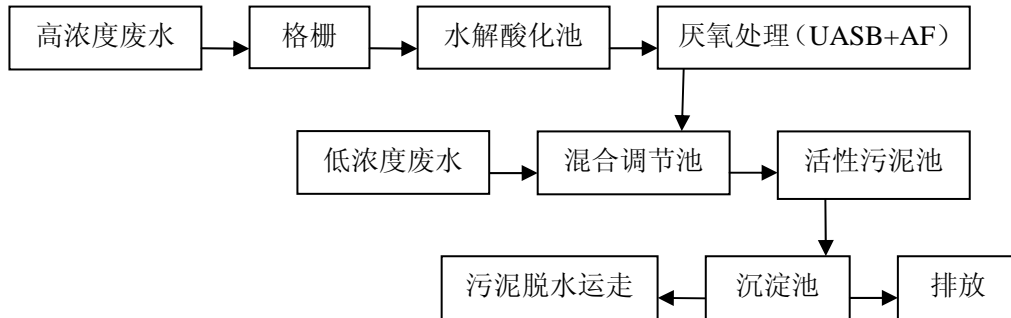 高浓度废水
格栅
水解酸化池
厌氧处理（UASB+AF）
低浓度废水
混合调节池
活性污泥池
污泥脱水运走
沉淀池
排放